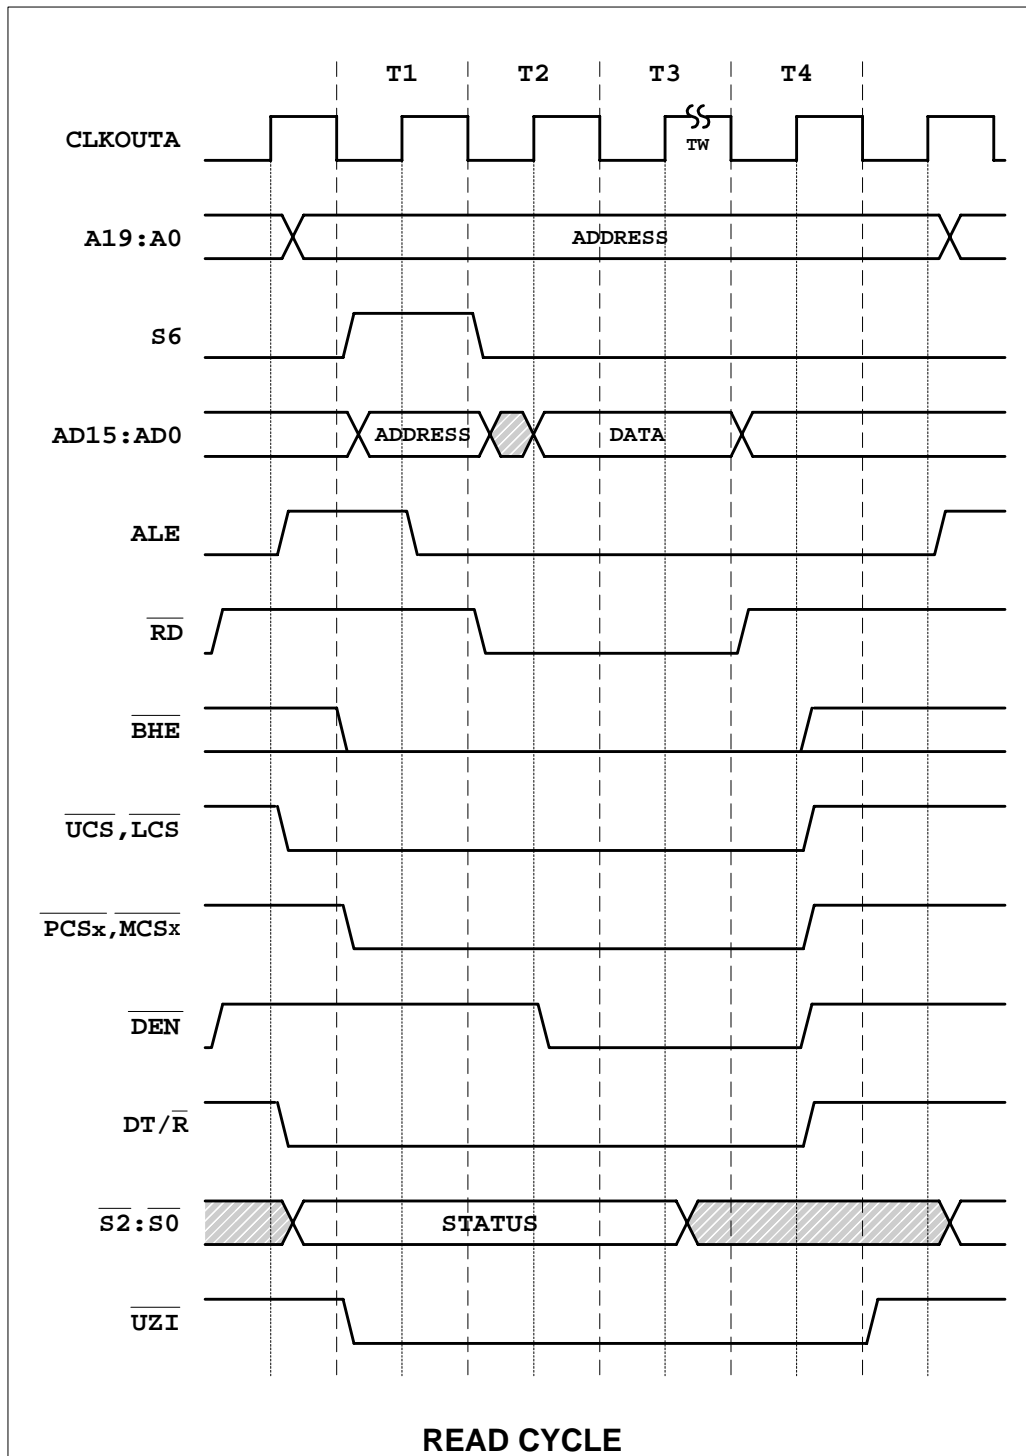 T1 T2 T3 T4
CLKOUTA
TW
A19:A0
ADDRESS
S6
AD15:AD0
ADDRESS DATA
ALE
RD
BHE
UCS,LCS
PCSx,MCSx
DEN
DT/R
S2:S0
STATUS
UZI
READ CYCLE